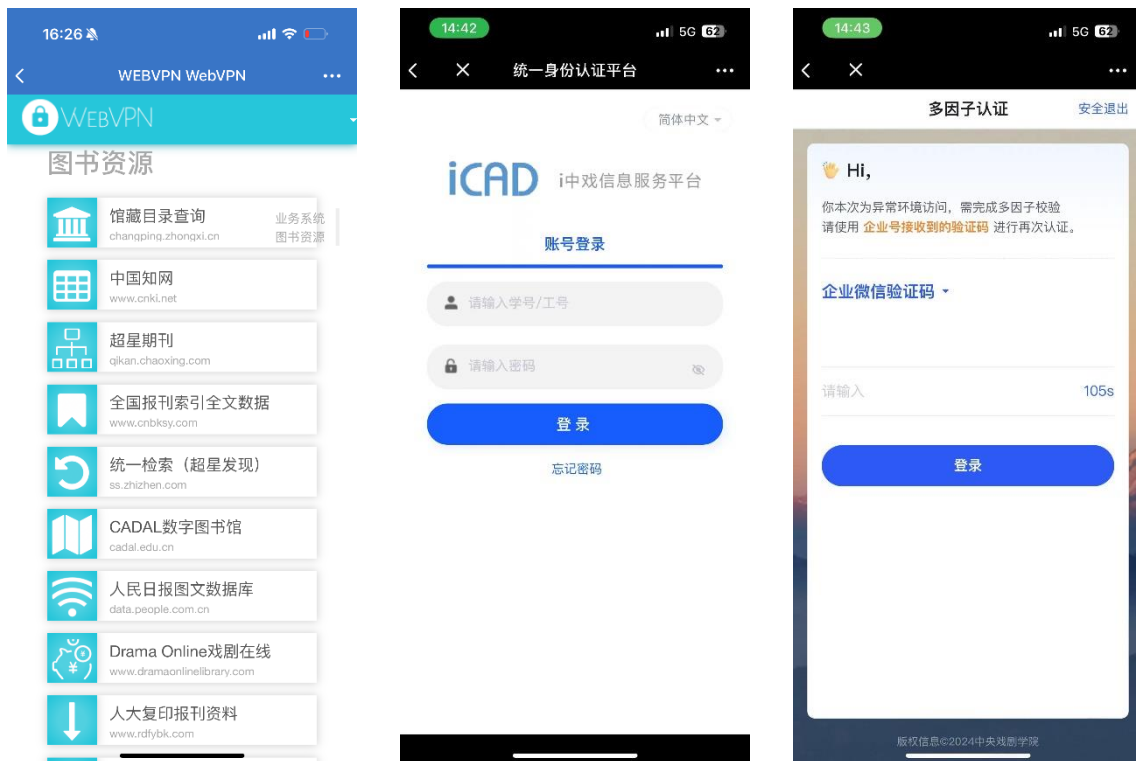 16:26
WEBVPN WebVPN
WEBVPN
图书资源
馆藏目录查询
changping.zhongxi.cn
业务系统
图书资源
中国知网
www.cnki.net
超星期刊
qikan.chaoxing.com
全国报刊索引全文数据
www.cnbksy.com
统一检索（超星发现）
ss.zhizhen.com
CADAL数字图书馆
cadal.edu.cn
人民日报图文数据库
data.people.com.cn
Drama Online戏剧在线
www.dramaonlinelibrary.com
人大复印报刊资料
www.rdfybk.com
14:42
5G 62
统一身份认证平台
简体中文
iCAD i中戏信息服务平台
账号登录
请输入学号/工号
请输入密码
登录
忘记密码
14:43
5G 62
多因子认证
安全退出
Hi,
你本次为异常环境访问，需完成多因子校验
请使用 企业号接收到的验证码 进行再次认证。
企业微信验证码
请输入
105s
登录
版权信息©2024中央戏剧学院